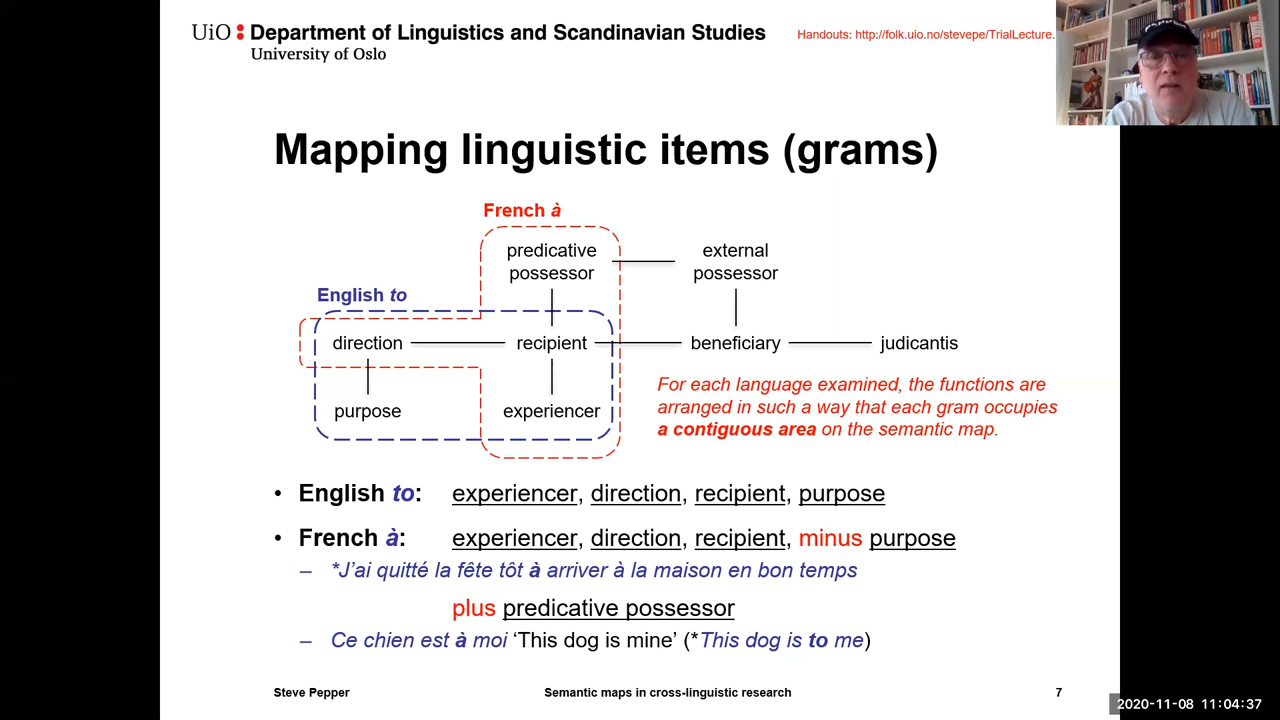 UiO : Department of Linguistics and Scandinavian Studies
University of Oslo
Handouts: http://folk.uio.no/stevepe/TrialLecture.
Mapping linguistic items (grams)
French à
predicative possessor
external possessor
English to
direction
recipient
beneficiary
judicantis
purpose
experiencer
For each language examined, the functions are
arranged in such a way that each gram occupies
a contiguous area on the semantic map.
• English to: experiencer, direction, recipient, purpose
• French à: experiencer, direction, recipient, minus purpose
– *J'ai quitté la fête tôt à arriver à la maison en bon temps
plus predicative possessor
– Ce chien est à moi ‘This dog is mine’ (*This dog is to me)
Steve Pepper
Semantic maps in cross-linguistic research
7
2020-11-08 11:04:37